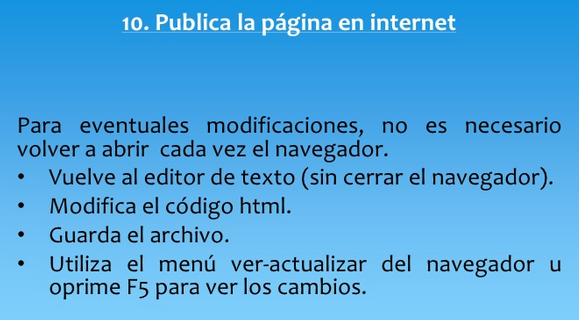 10. Publica la página en internet
Para eventuales modificaciones, no es necesario
volver a abrir cada vez el navegador.
• Vuelve al editor de texto (sin cerrar el navegador).
• Modifica el código html.
• Guarda el archivo.
• Utiliza el menú ver-actualizar del navegador u
oprime F5 para ver los cambios.